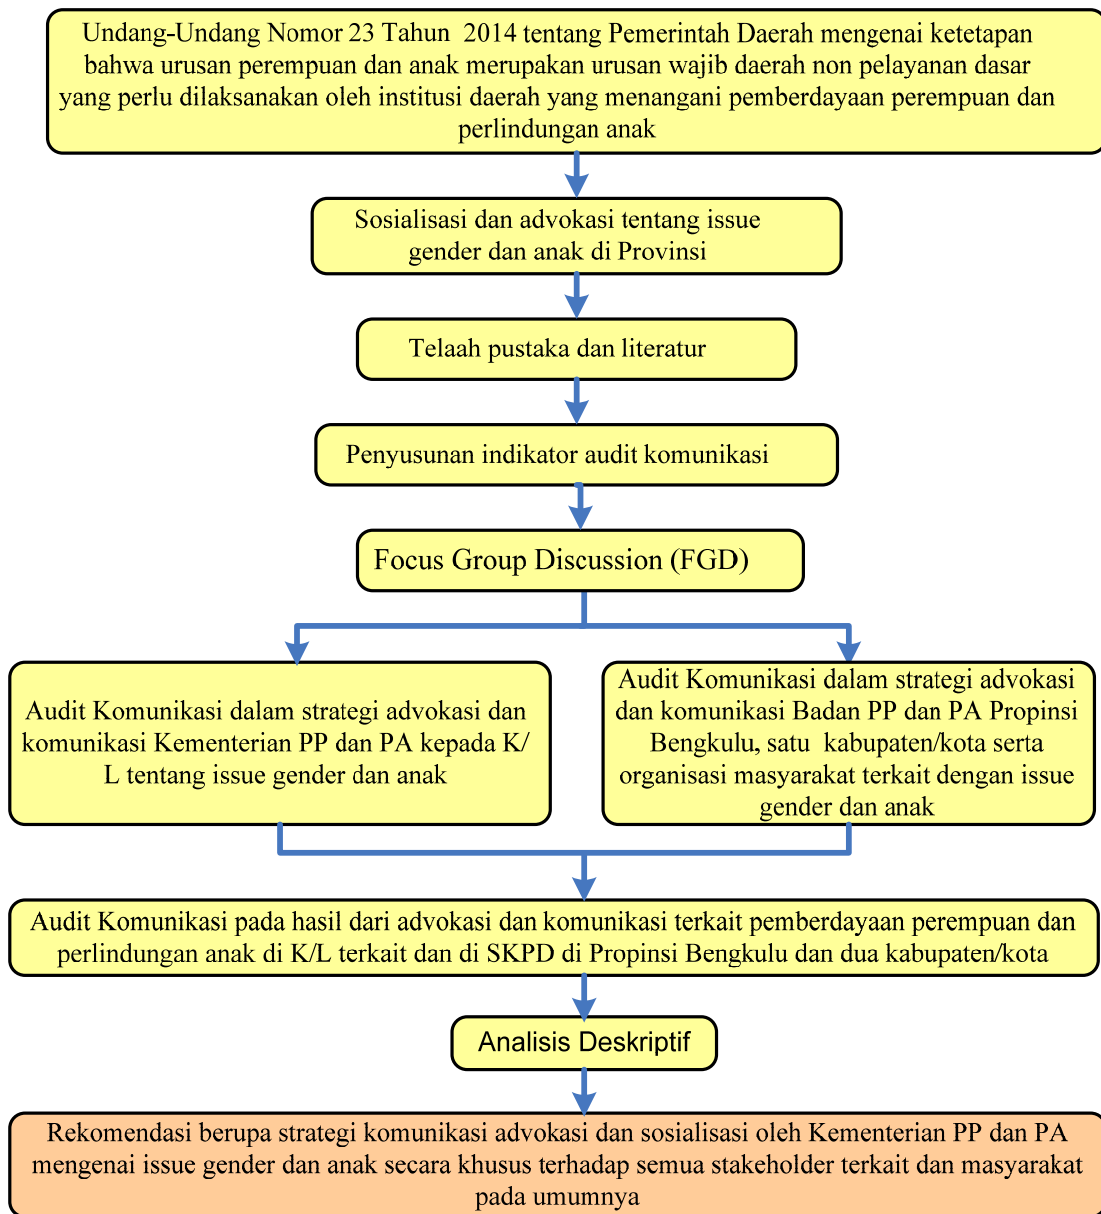 Undang-Undang Nomor 23 Tahun 2014 tentang Pemerintah Daerah mengenai ketetapan
bahwa urusan perempuan dan anak merupakan urusan wajib daerah non pelayanan dasar
yang perlu dilaksanakan oleh institusi daerah yang menangani pemberdayaan perempuan dan
perlindungan anak
Sosialisasi dan advokasi tentang issue
gender dan anak di Provinsi
Telaah pustaka dan literatur
Penyusunan indikator audit komunikasi
Focus Group Discussion (FGD)
Audit Komunikasi dalam strategi advokasi dan
komunikasi Kementerian PP dan PA kepada K/
L tentang issue gender dan anak
Audit Komunikasi dalam strategi advokasi
dan komunikasi Badan PP dan PA Propinsi
Bengkulu, satu kabupaten/kota serta
organisasi masyarakat terkait dengan issue
gender dan anak
Audit Komunikasi pada hasil dari advokasi dan komunikasi terkait pemberdayaan perempuan dan
perlindungan anak di K/L terkait dan di SKPD di Propinsi Bengkulu dan dua kabupaten/kota
Analisis Deskriptif
Rekomendasi berupa strategi komunikasi advokasi dan sosialisasi oleh Kementerian PP dan PA
mengenai issue gender dan anak secara khusus terhadap semua stakeholder terkait dan masyarakat
pada umumnya